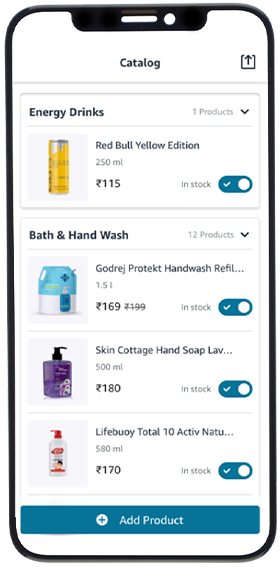 Catalog
Energy Drinks 1 Products
Red Bull Yellow Edition
250 ml
₹115 In stock
Bath & Hand Wash 12 Products
Godrej Protekt Handwash Refil...
1.5 l
₹169 ₹199 In stock
Skin Cottage Hand Soap Lav...
500 ml
₹180 In stock
Lifebuoy Total 10 Activ Natu...
580 ml
₹170 In stock
Add Product